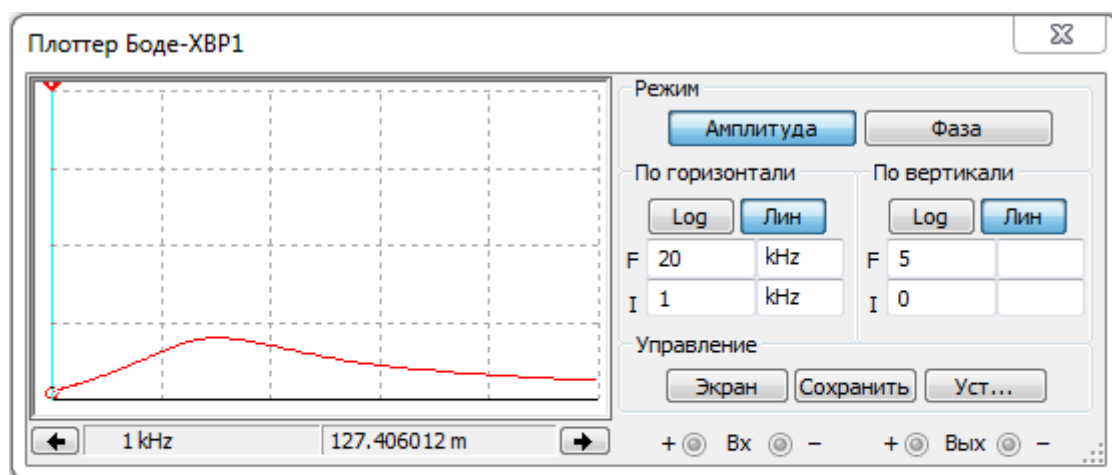 Плоттер Боде-XBP1
Режим
Амплитуда Фаза
По горизонтали По вертикали
Log Лин Log Лин
F 20 kHz F 5
I 1 kHz I 0
Управление
Экран Сохранить Уст...
1 kHz 127.406012 m
+ Вх - + Вых -